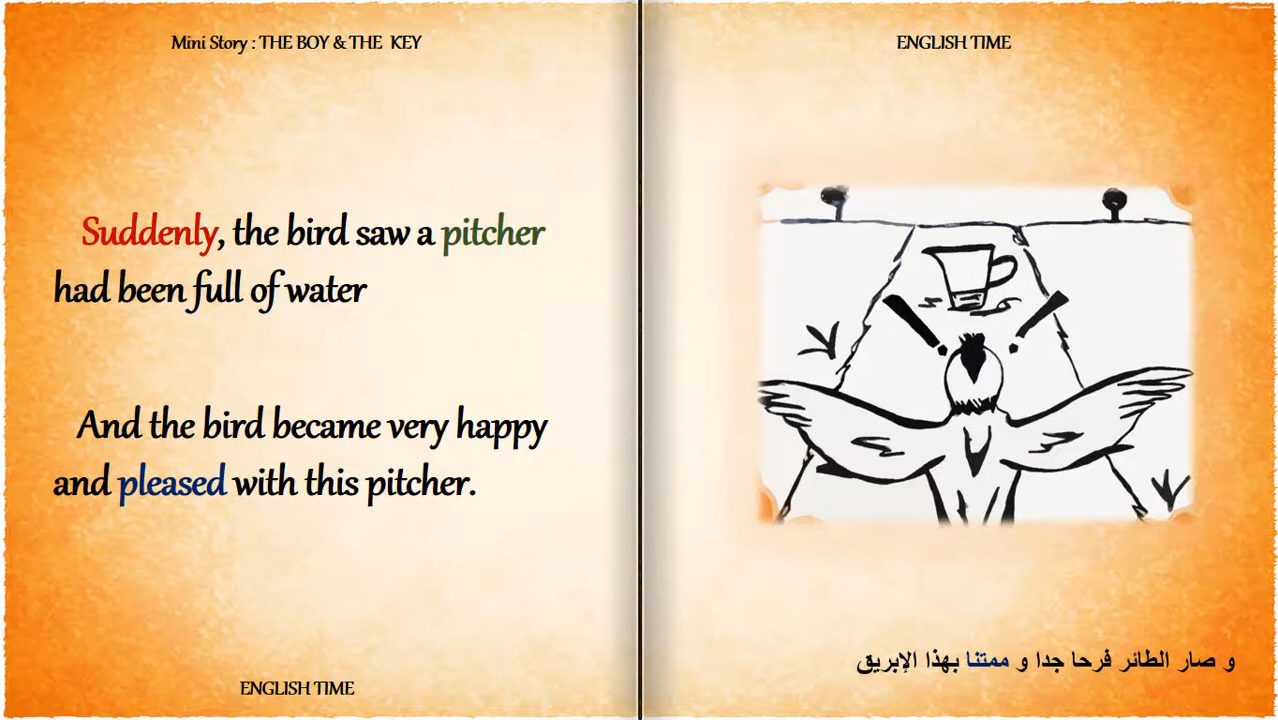 Mini Story : THE BOY & THE KEY
Suddenly, the bird saw a pitcher
had been full of water
And the bird became very happy
and pleased with this pitcher.
ENGLISH TIME
ENGLISH TIME
و صار الطائر فرحا جدا و ممتنا بهذا الإبريق